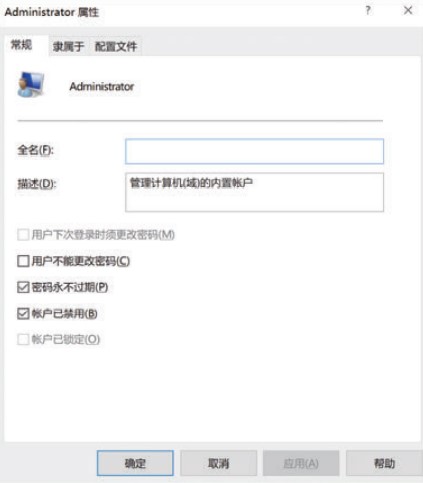 Administrator 属性
? ×
常规 隶属于 配置文件
Administrator
全名(F):
描述(D): 管理计算机(域)的内置帐户
用户下次登录时须更改密码(M)
用户不能更改密码(C)
密码永不过期(P)
帐户已禁用(B)
帐户已锁定(O)
确定 取消 应用(A) 帮助